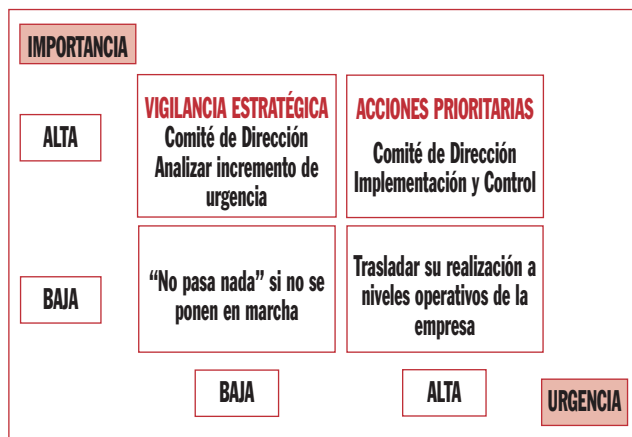 IMPORTANCIA
ALTA
VIGILANCIA ESTRATÉGICA
Comité de Dirección
Analizar incremento de
urgencia
ACCIONES PRIORITARIAS
Comité de Dirección
Implementación y Control
BAJA
“No pasa nada” si no se
ponen en marcha
Trasladar su realización a
niveles operativos de la
empresa
BAJA
ALTA
URGENCIA